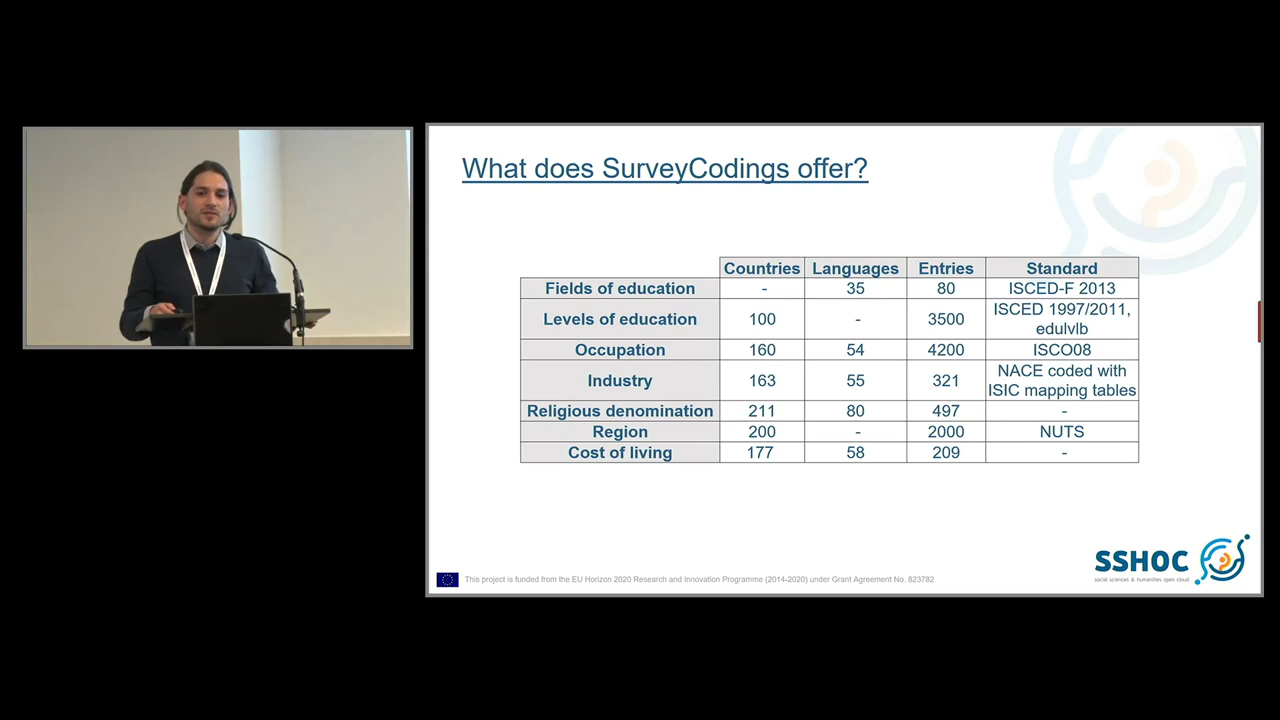 What does SurveyCodings offer?
Countries Languages Entries Standard
Fields of education - 35 80 ISCED-F 2013
Levels of education 100 - 3500 ISCED 1997/2011, edulvlb
Occupation 160 54 4200 ISCO08
Industry 163 55 321 NACE coded with ISIC mapping tables
Religious denomination 211 80 497 -
Region 200 - 2000 NUTS
Cost of living 177 58 209 -
SSHOC
social sciences & humanities open cloud
This project is funded from the EU Horizon 2020 Research and Innovation Programme (2014-2020) under Grant Agreement No. 823782